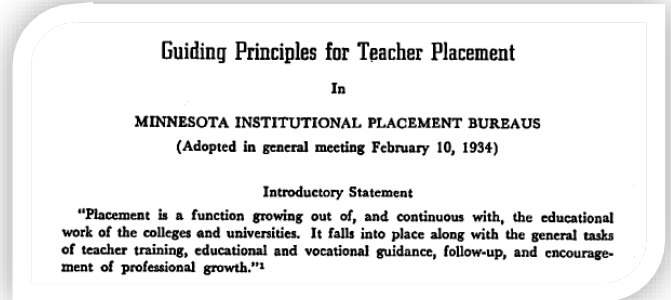 Guiding Principles for Teacher Placement
In
MINNESOTA INSTITUTIONAL PLACEMENT BUREAUS
(Adopted in general meeting February 10, 1934)
Introductory Statement
"Placement is a function growing out of, and continuous with, the educational
work of the colleges and universities. It falls into place along with the general tasks
of teacher training, educational and vocational guidance, follow-up, and encourage-
ment of professional growth."¹